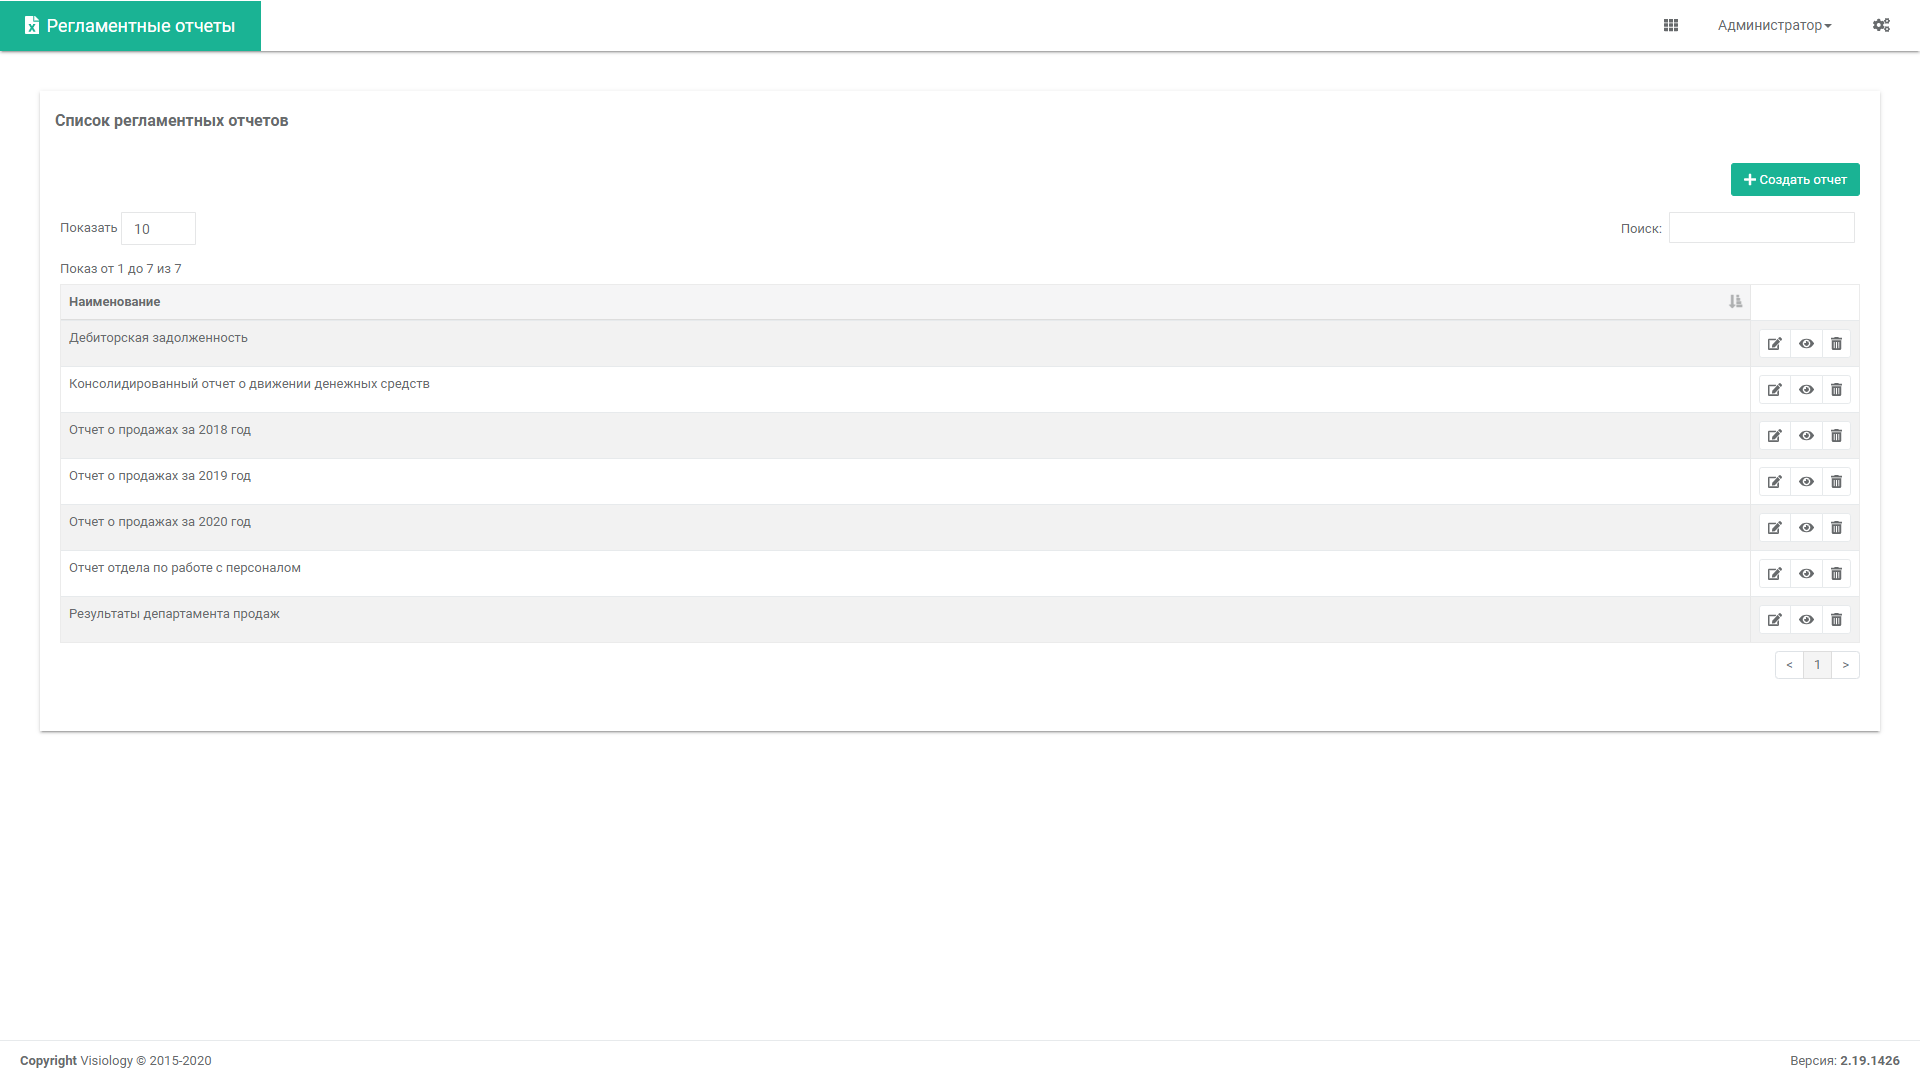 Регламентные отчеты
Администратор
Список регламентных отчетов
Создать отчет
Показать 10
Поиск:
Показ от 1 до 7 из 7
Наименование
Дебиторская задолженность
Консолидированный отчет о движении денежных средств
Отчет о продажах за 2018 год
Отчет о продажах за 2019 год
Отчет о продажах за 2020 год
Отчет отдела по работе с персоналом
Результаты департамента продаж
< 1 >
Copyright Visiology © 2015-2020
Версия: 2.19.1426